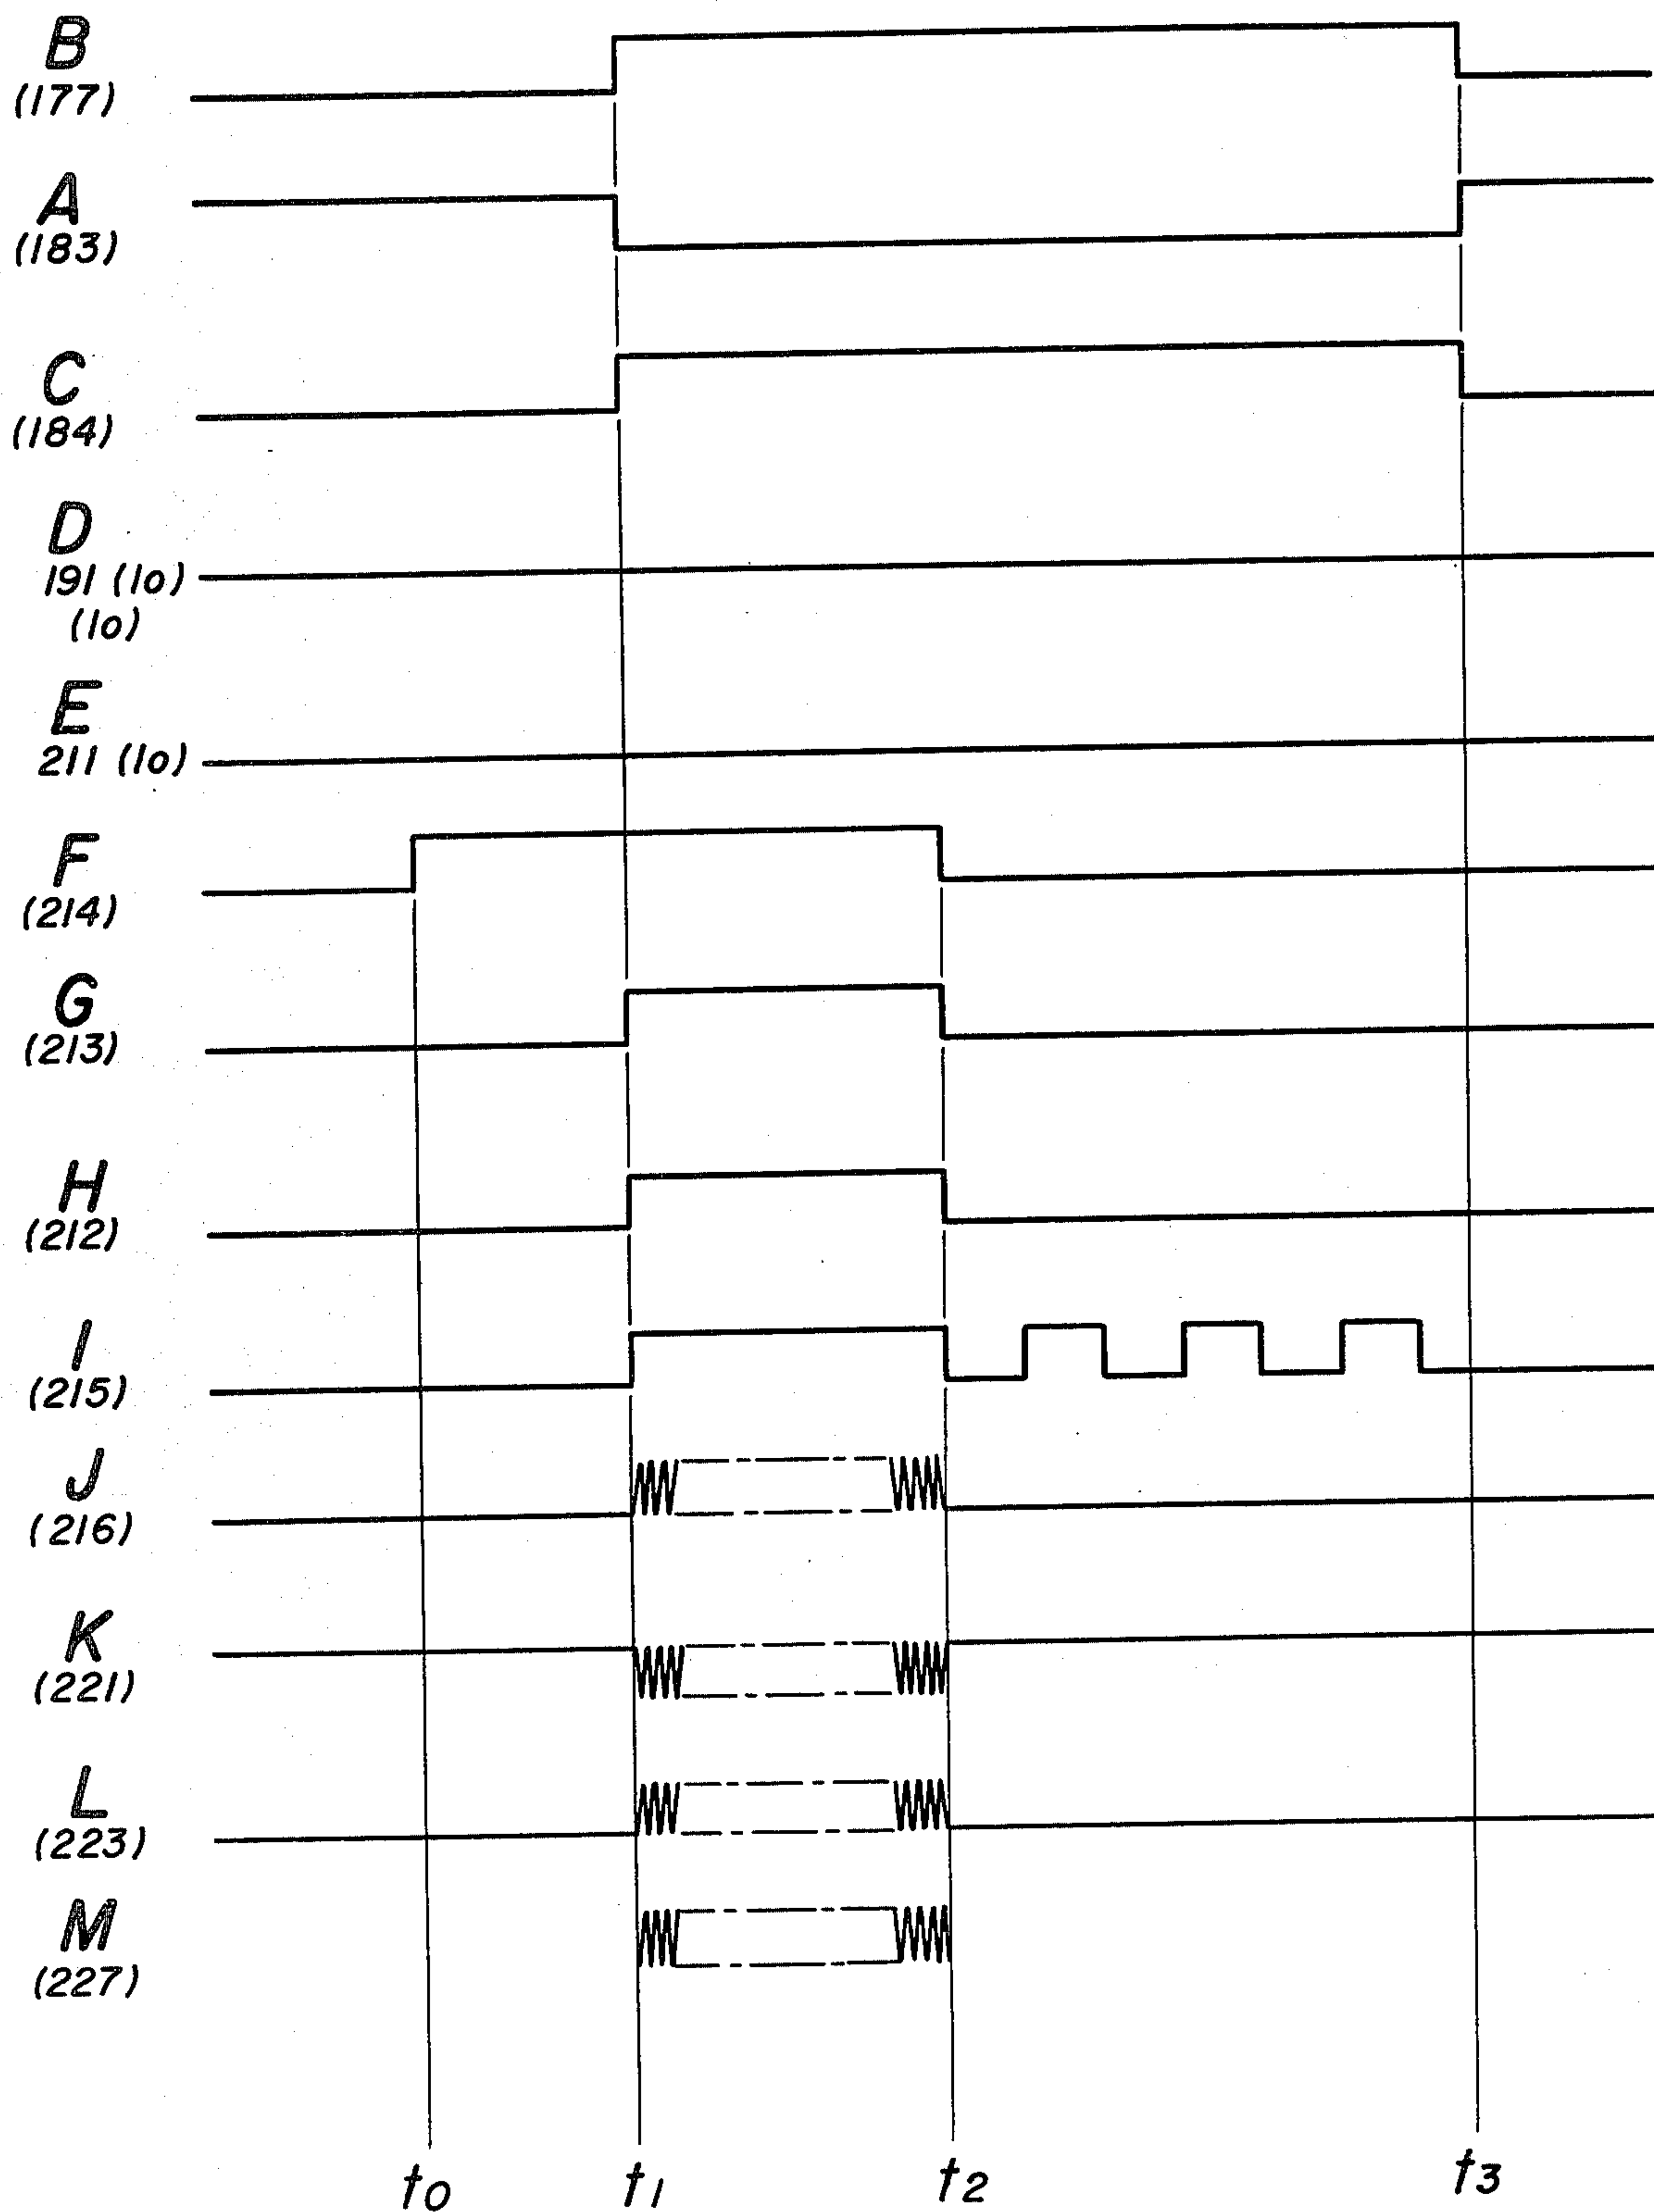 B
(177)
A
(183)
C
(184)
D
191 (lo)
(lo)
E
211 (lo)
F
(214)
G
(213)
H
(212)
I
(215)
J
(216)
K
(221)
L
(223)
M
(227)
t0 t1 t2 t3